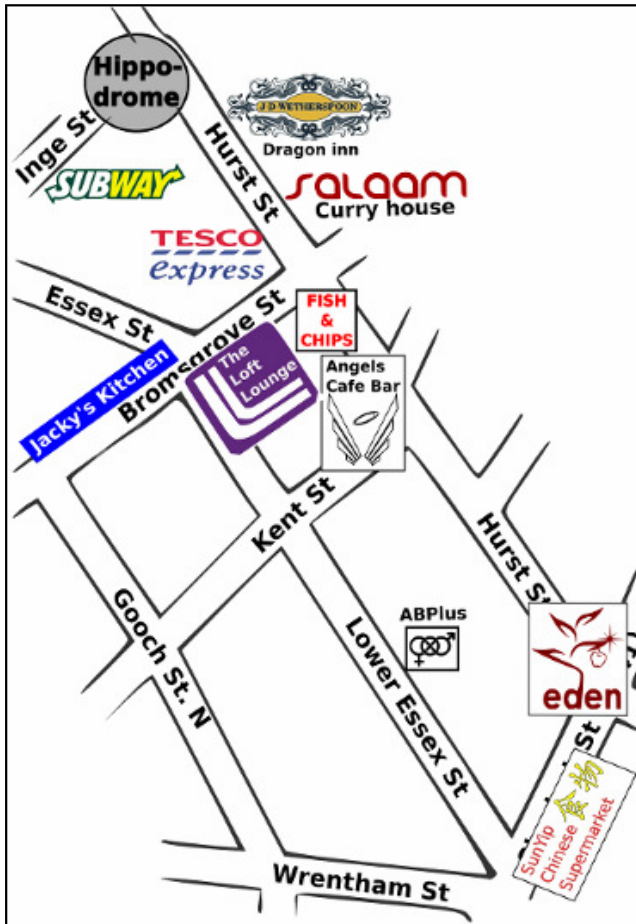 Hippo-
drome
J·D·WETHERSPOON
Dragon inn
Inge St
Hurst St
SUBWAY
salaam
Curry house
TESCO
express
Essex St
Bromsgrove St
FISH
&
CHIPS
The
Loft
Lounge
Angels
Cafe Bar
Jacky's Kitchen
Kent St
Hurst St
Gooch St. N
ABPlus
Lower Essex St
eden
St
SunYip
Chinese
Supermarket
食物
Wrentham St